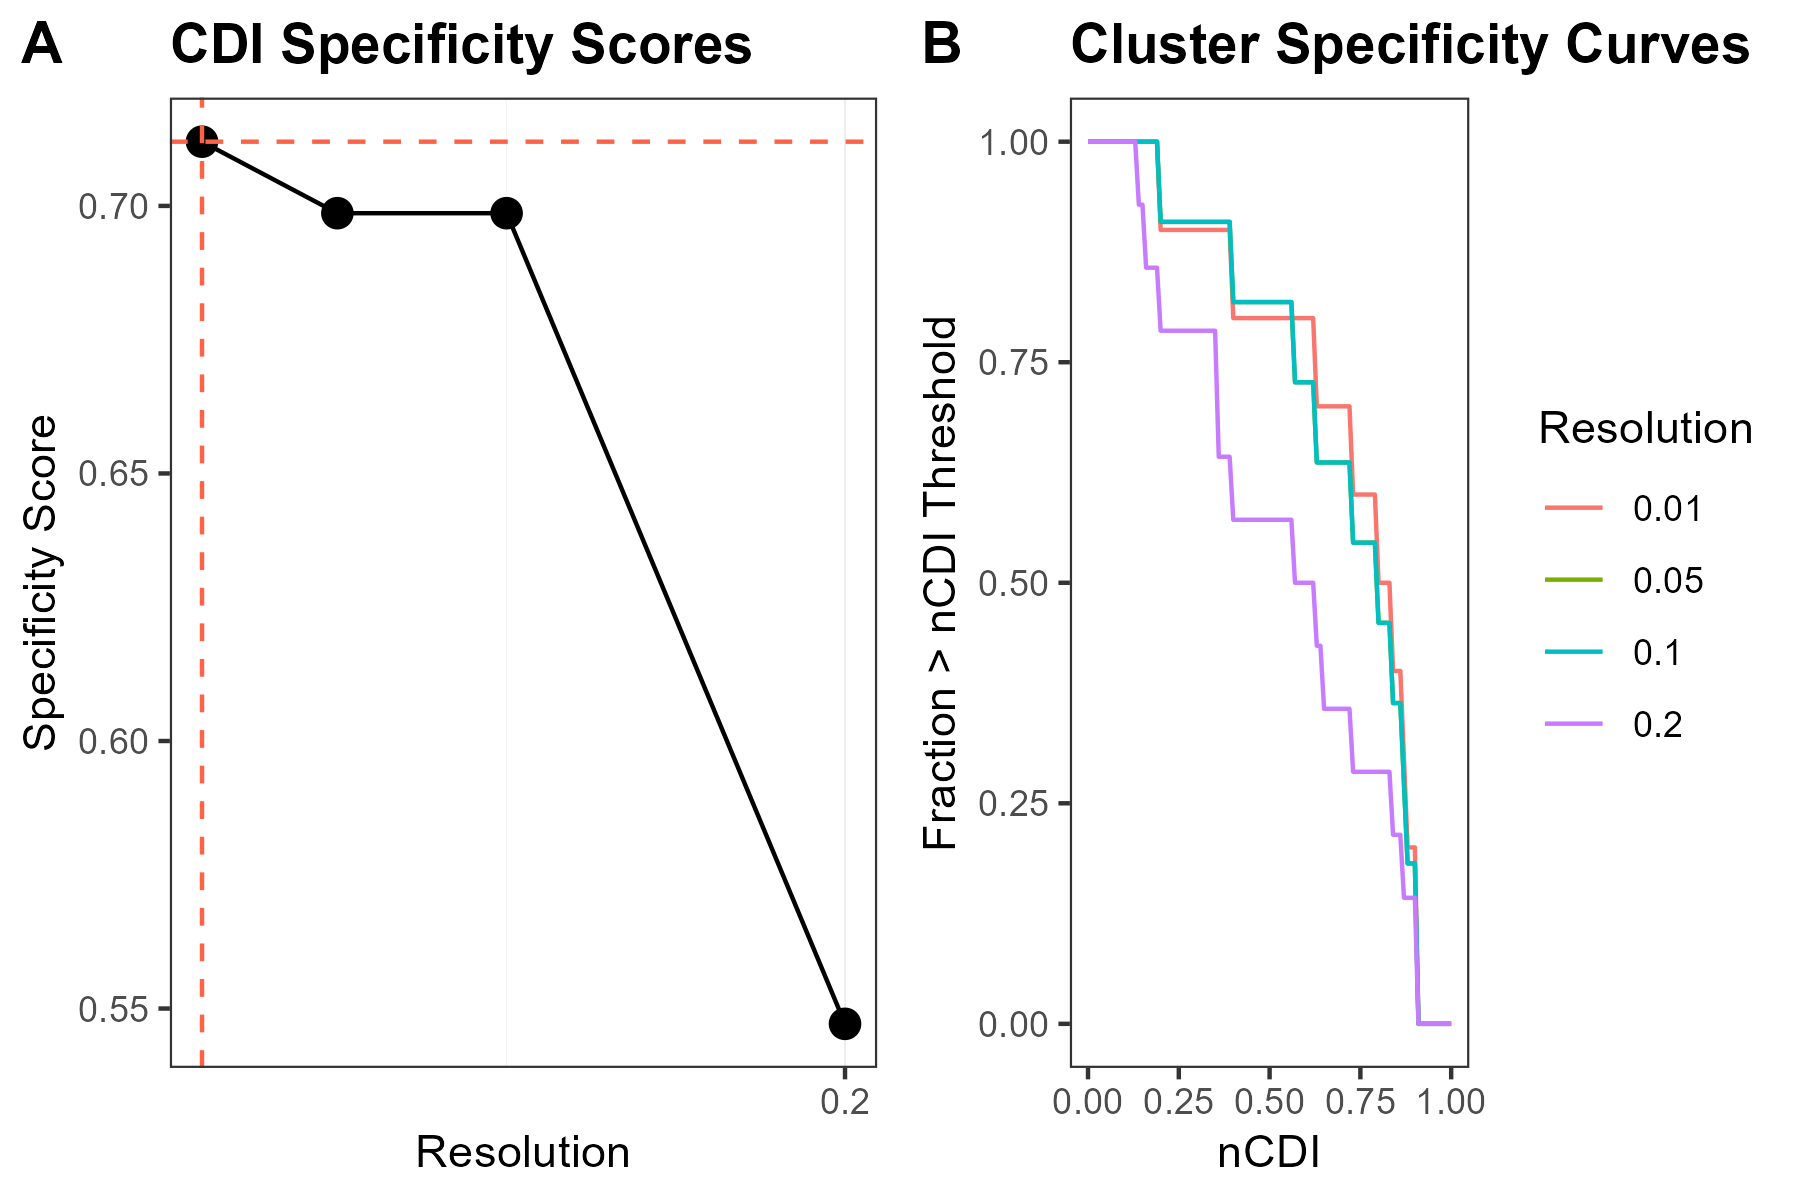 A
CDI Specificity Scores
Specificity Score
0.70
0.65
0.60
0.55
0.2
Resolution
B
Cluster Specificity Curves
Fraction > nCDI Threshold
1.00
0.75
0.50
0.25
0.00
0.00 0.25 0.50 0.75 1.00
nCDI
Resolution
0.01
0.05
0.1
0.2